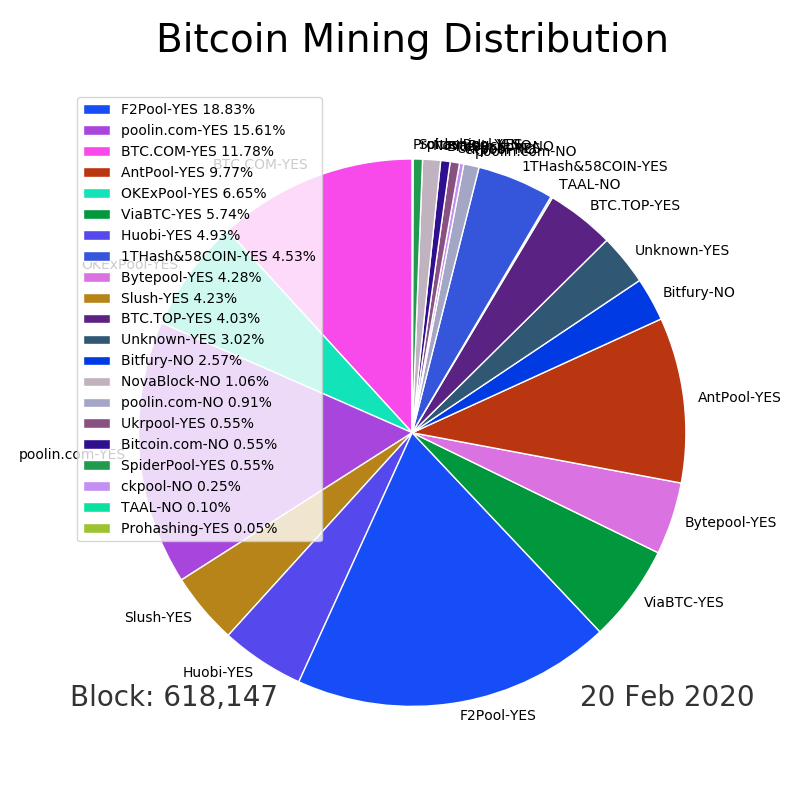 Bitcoin Mining Distribution
F2Pool-YES 18.83%
poolin.com-YES 15.61%
BTC.COM-YES 11.78%
AntPool-YES 9.77%
OKExPool-YES 6.65%
ViaBTC-YES 5.74%
Huobi-YES 4.93%
1THash&58COIN-YES 4.53%
Bytepool-YES 4.28%
Slush-YES 4.23%
BTC.TOP-YES 4.03%
Unknown-YES 3.02%
Bitfury-NO 2.57%
NovaBlock-NO 1.06%
poolin.com-NO 0.91%
Ukrpool-YES 0.55%
Bitcoin.com-NO 0.55%
SpiderPool-YES 0.55%
ckpool-NO 0.25%
TAAL-NO 0.10%
Prohashing-YES 0.05%
poolin.com-NO
1THash&58COIN-YES
TAAL-NO
BTC.TOP-YES
Unknown-YES
Bitfury-NO
AntPool-YES
Bytepool-YES
ViaBTC-YES
F2Pool-YES
Huobi-YES
Slush-YES
poolin.com-YES
OKExPool-YES
BTC.COM-YES
Block: 618,147
20 Feb 2020